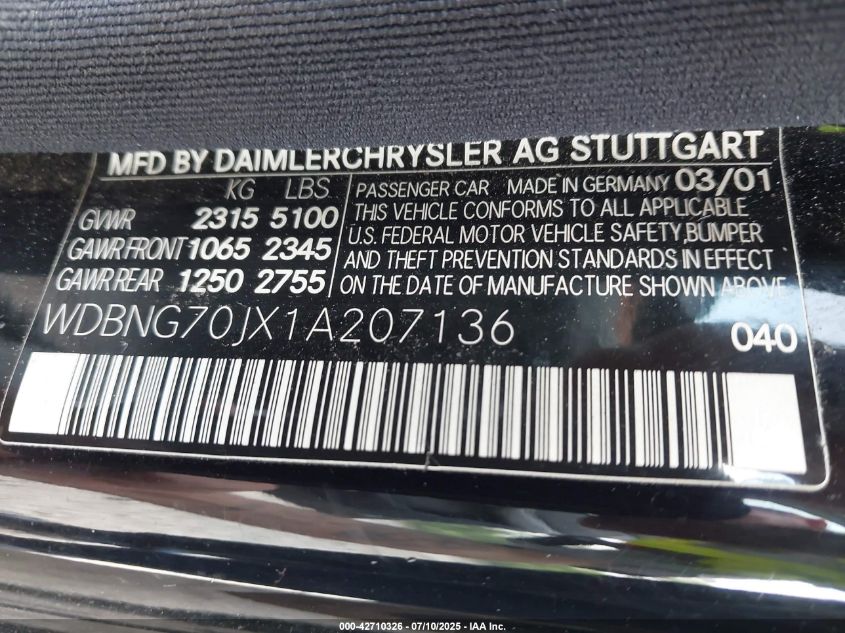 MFD BY DAIMLERCHRYSLER AG STUTTGART
KG LBS
GVWR 2315 5100
GAWR FRONT 1065 2345
GAWR REAR 1250 2755
PASSENGER CAR MADE IN GERMANY 03/01
THIS VEHICLE CONFORMS TO ALL APPLICABLE
U.S. FEDERAL MOTOR VEHICLE SAFETY,BUMPER
AND THEFT PREVENTION STANDARDS IN EFFECT
ON THE DATE OF MANUFACTURE SHOWN ABOVE.
WDBNG70JX1A207136
040
000-42710326 - 07/10/2025 - IAA Inc.